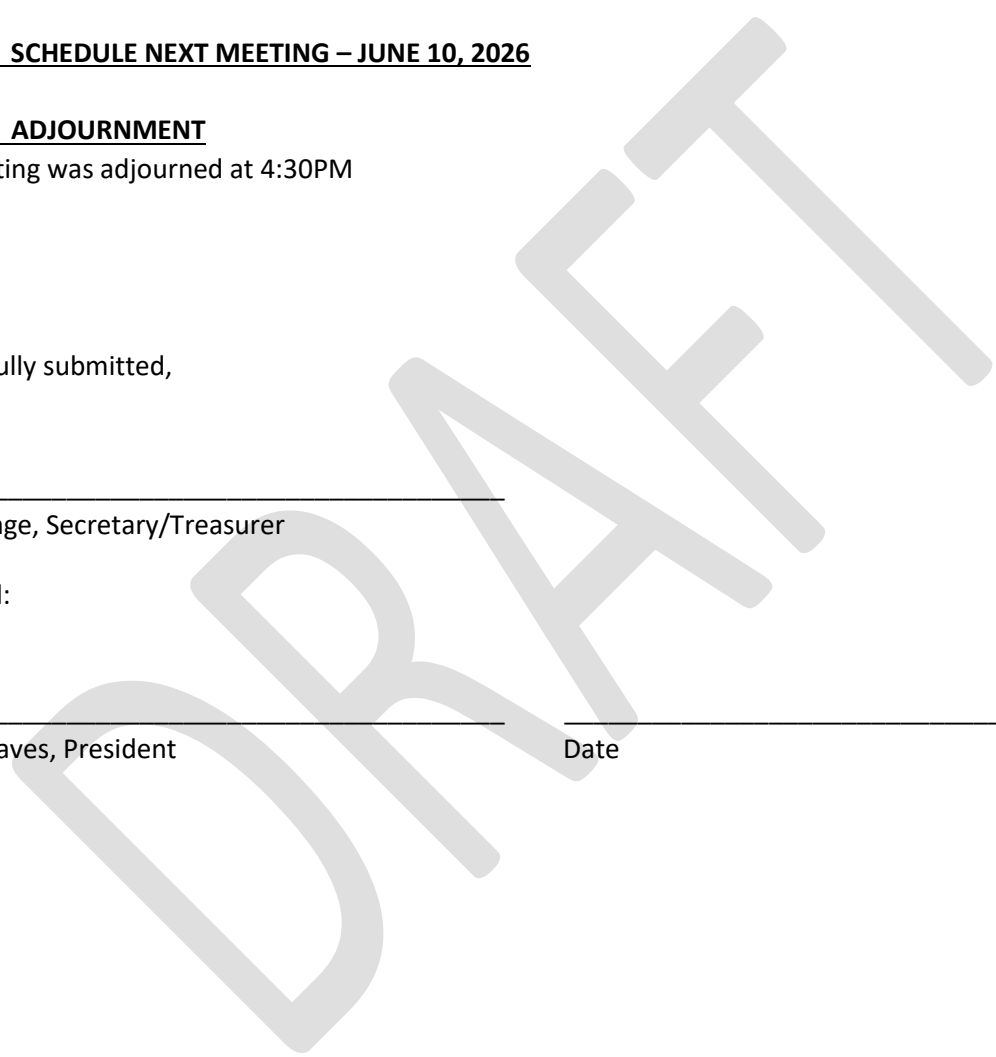 SCHEDULE NEXT MEETING – JUNE 10, 2026
ADJOURNMENT
ting was adjourned at 4:30PM
ully submitted,
age, Secretary/Treasurer
l:
aves, President Date
DRAFT